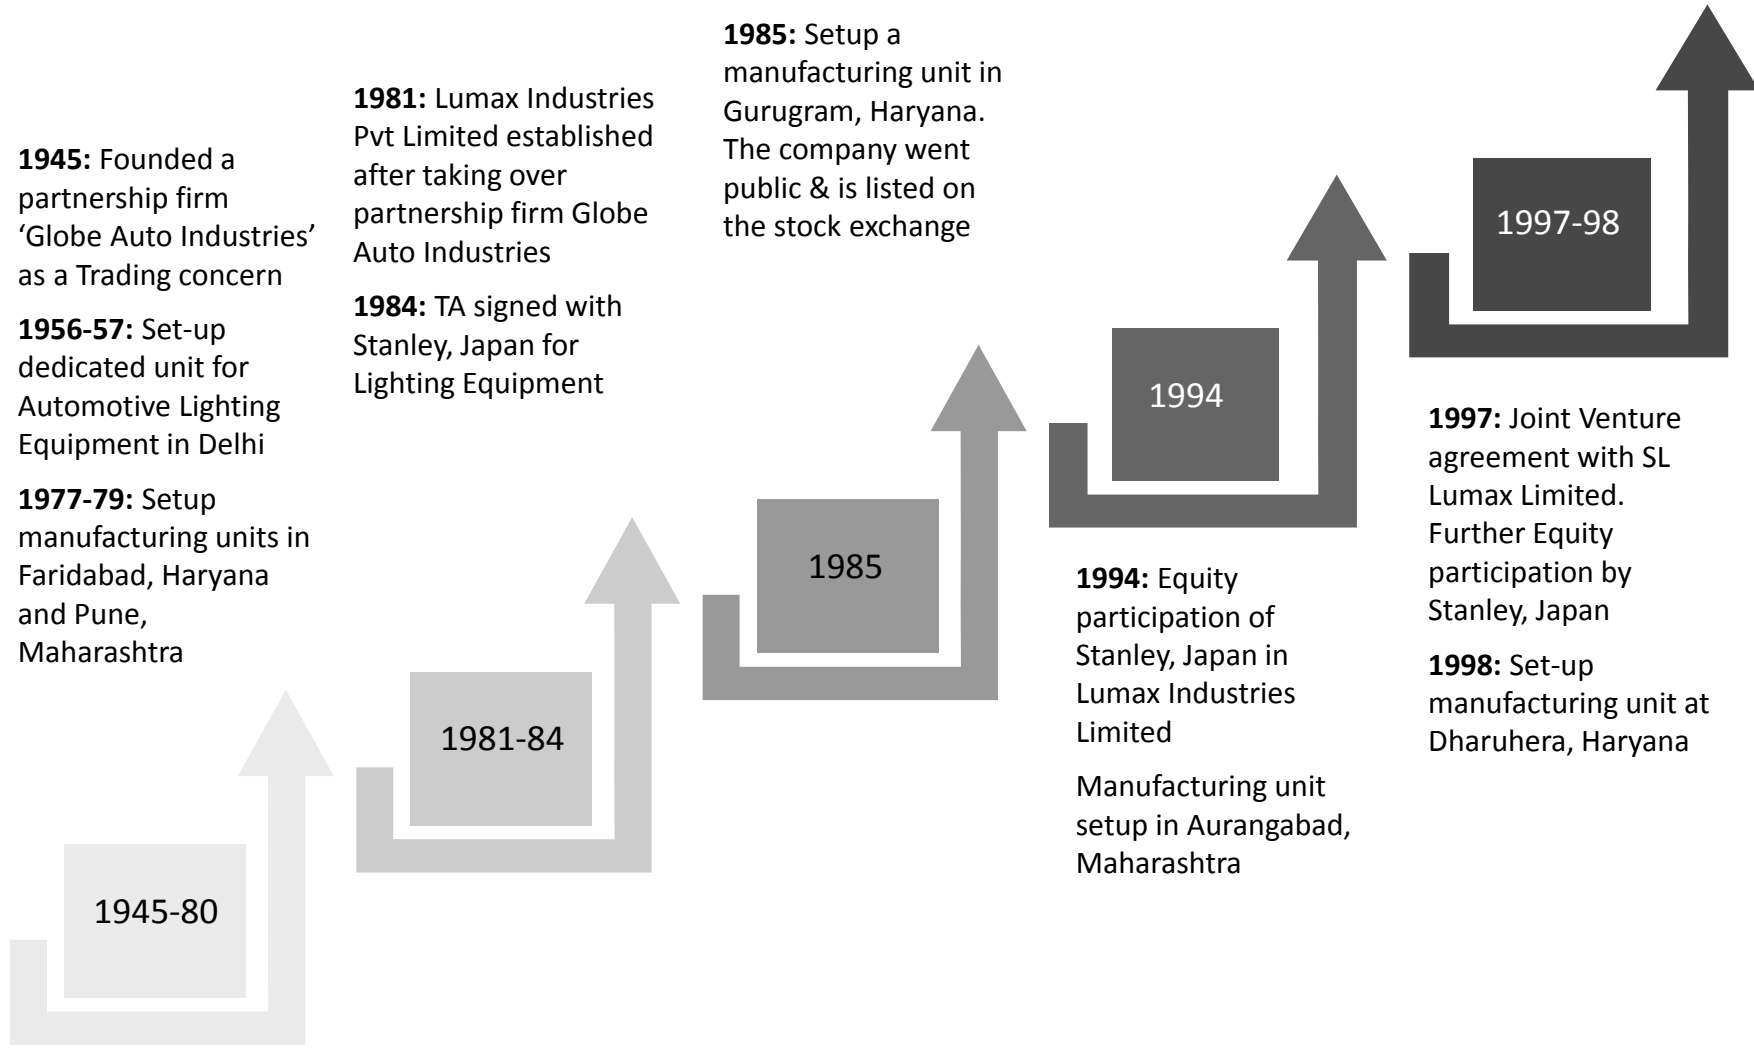 1945: Founded a
partnership firm
‘Globe Auto Industries’
as a Trading concern
1956-57: Set-up
dedicated unit for
Automotive Lighting
Equipment in Delhi
1977-79: Setup
manufacturing units in
Faridabad, Haryana
and Pune,
Maharashtra
1945-80
1981: Lumax Industries
Pvt Limited established
after taking over
partnership firm Globe
Auto Industries
1984: TA signed with
Stanley, Japan for
Lighting Equipment
1981-84
1985: Setup a
manufacturing unit in
Gurugram, Haryana.
The company went
public & is listed on
the stock exchange
1985
1994
1994: Equity
participation of
Stanley, Japan in
Lumax Industries
Limited
Manufacturing unit
setup in Aurangabad,
Maharashtra
1997-98
1997: Joint Venture
agreement with SL
Lumax Limited.
Further Equity
participation by
Stanley, Japan
1998: Set-up
manufacturing unit at
Dharuhera, Haryana